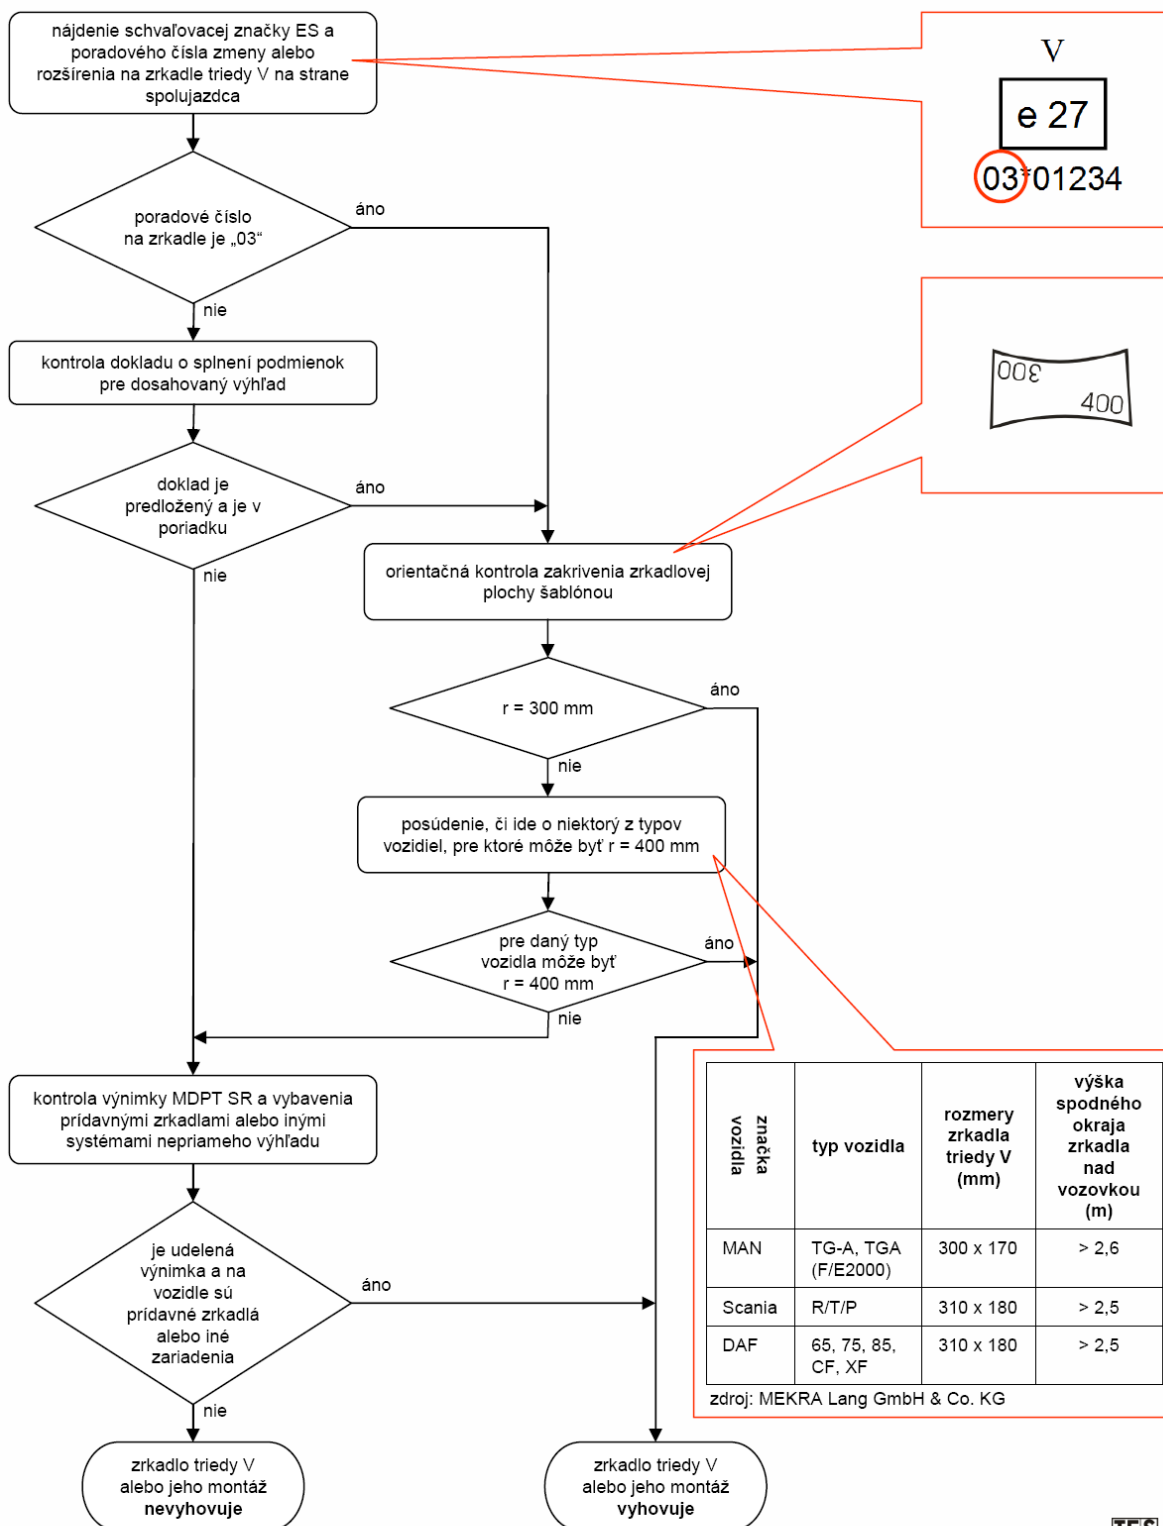 nájdenie schvaľovacej značky ES a
poradového čísla zmeny alebo
rozšírenia na zrkadle triedy V na strane
spolujazdca
V
e 27
03*01234
poradové číslo
na zrkadle je „03“
áno
nie
kontrola dokladu o splnení podmienok
pre dosahovaný výhľad
300
400
doklad je
predložený a je v
poriadku
áno
nie
orientačná kontrola zakrivenia zrkadlovej
plochy šablónou
r = 300 mm
áno
nie
posúdenie, či ide o niektorý z typov
vozidiel, pre ktoré môže byť r = 400 mm
pre daný typ
vozidla môže byť
r = 400 mm
áno
nie
kontrola výnimky MDPT SR a vybavenia
prídavnými zrkadlami alebo inými
systémami nepriameho výhľadu
je udelená
výnimka a na
vozidle sú
prídavné zrkadlá
alebo iné
zariadenia
áno
nie
značka
vozidla
typ vozidla
rozmery
zrkadla
triedy V
(mm)
výška
spodného
okraja
zrkadla
nad
vozovkou
(m)
MAN
TG-A, TGA
(F/E2000)
300 x 170
> 2,6
Scania
R/T/P
310 x 180
> 2,5
DAF
65, 75, 85,
CF, XF
310 x 180
> 2,5
zdroj: MEKRA Lang GmbH & Co. KG
zrkadlo triedy V
alebo jeho montáž
nevyhovuje
zrkadlo triedy V
alebo jeho montáž
vyhovuje